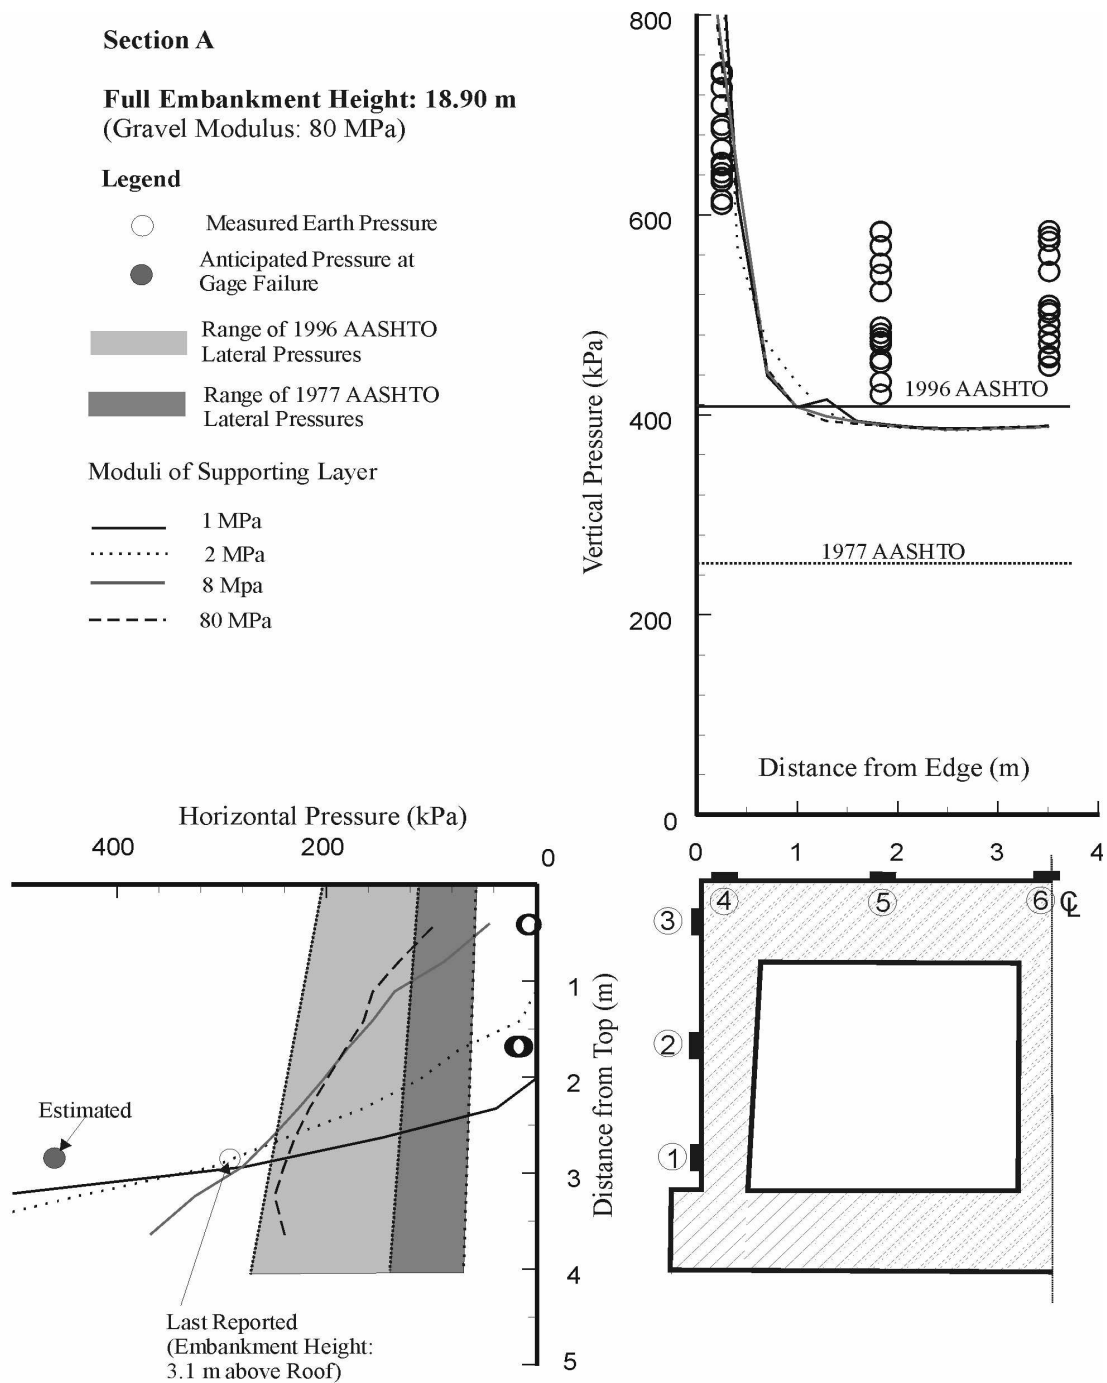 Section A
Full Embankment Height: 18.90 m
(Gravel Modulus: 80 MPa)
Legend
Measured Earth Pressure
Anticipated Pressure at
Gage Failure
Range of 1996 AASHTO
Lateral Pressures
Range of 1977 AASHTO
Lateral Pressures
Moduli of Supporting Layer
1 MPa
2 MPa
8 Mpa
80 MPa
800
600
400
200
0
Vertical Pressure (kPa)
1996 AASHTO
1977 AASHTO
Distance from Edge (m)
0 1 2 3 4
Horizontal Pressure (kPa)
400 200 0
1
2
3
4
5
Distance from Top (m)
Estimated
Last Reported
(Embankment Height:
3.1 m above Roof)
4 5 6 ℄
3
2
1